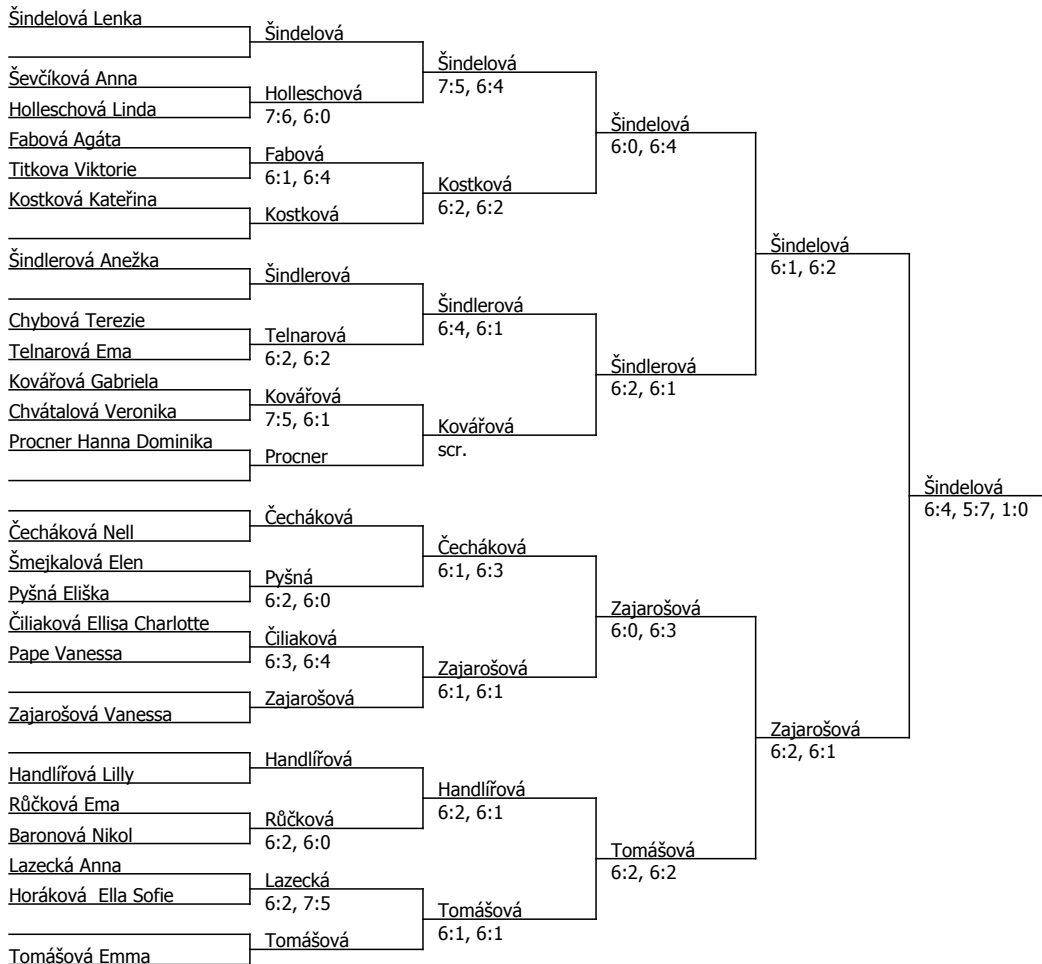 Šindelová Lenka
Ševčíková Anna
Holleschová Linda
Fabová Agáta
Titkova Viktorie
Kostková Kateřina
Šindlerová Anežka
Chybová Terezie
Telnarová Ema
Kovářová Gabriela
Chvátalová Veronika
Procner Hanna Dominika
Čecháková Nell
Šmejkalová Elen
Pyšná Eliška
Čiliaková Ellisa Charlotte
Pape Vanessa
Zajarošová Vanessa
Handlířová Lilly
Růčková Ema
Baronová Nikol
Lazecká Anna
Horáková  Ella Sofie
Tomášová Emma
Šindelová
Holleschová
7:6, 6:0
Fabová
6:1, 6:4
Kostková
Šindlerová
Telnarová
6:2, 6:2
Kovářová
7:5, 6:1
Procner
Čecháková
Pyšná
6:2, 6:0
Čiliaková
6:3, 6:4
Zajarošová
Handlířová
Růčková
6:2, 6:0
Lazecká
6:2, 7:5
Tomášová
Šindelová
7:5, 6:4
Kostková
6:2, 6:2
Šindlerová
6:4, 6:1
Kovářová
scr.
Čecháková
6:1, 6:3
Zajarošová
6:1, 6:1
Handlířová
6:2, 6:1
Tomášová
6:1, 6:1
Šindelová
6:0, 6:4
Šindlerová
6:2, 6:1
Zajarošová
6:0, 6:3
Tomášová
6:2, 6:2
Šindelová
6:1, 6:2
Zajarošová
6:2, 6:1
Šindelová
6:4, 5:7, 1:0